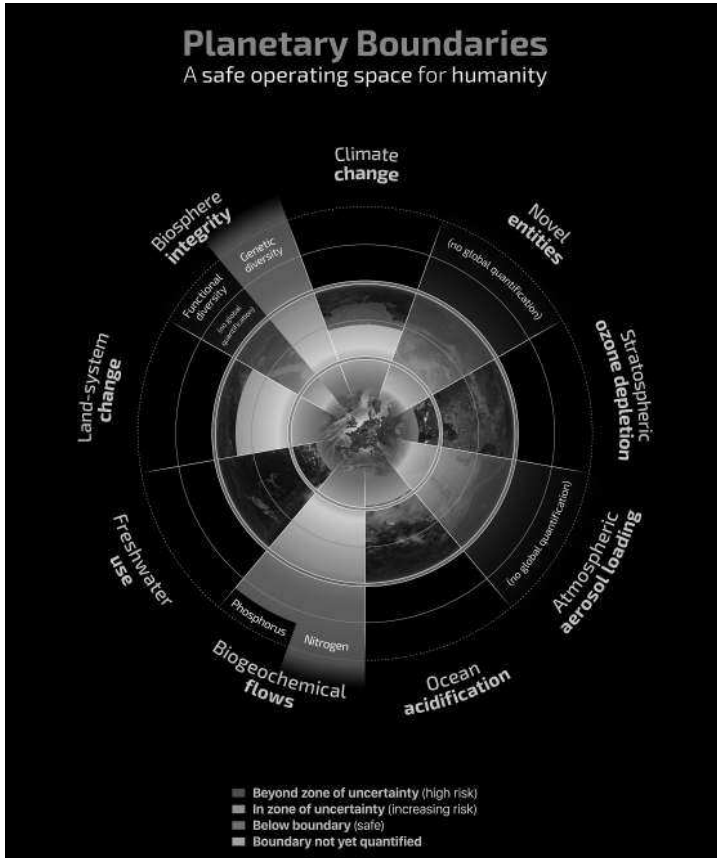 Planetary Boundaries
A safe operating space for humanity
Climate
change
Novel
entities
(no global quantification)
Stratospheric
ozone depletion
Atmospheric
aerosol loading
(no global quantification)
Ocean
acidification
Biogeochemical
flows
Phosphorus
Nitrogen
Freshwater
use
Land-system
change
Biosphere
integrity
Functional
diversity
(no global
quantification)
Genetic
diversity
Beyond zone of uncertainty (high risk)
In zone of uncertainty (increasing risk)
Below boundary (safe)
Boundary not yet quantified